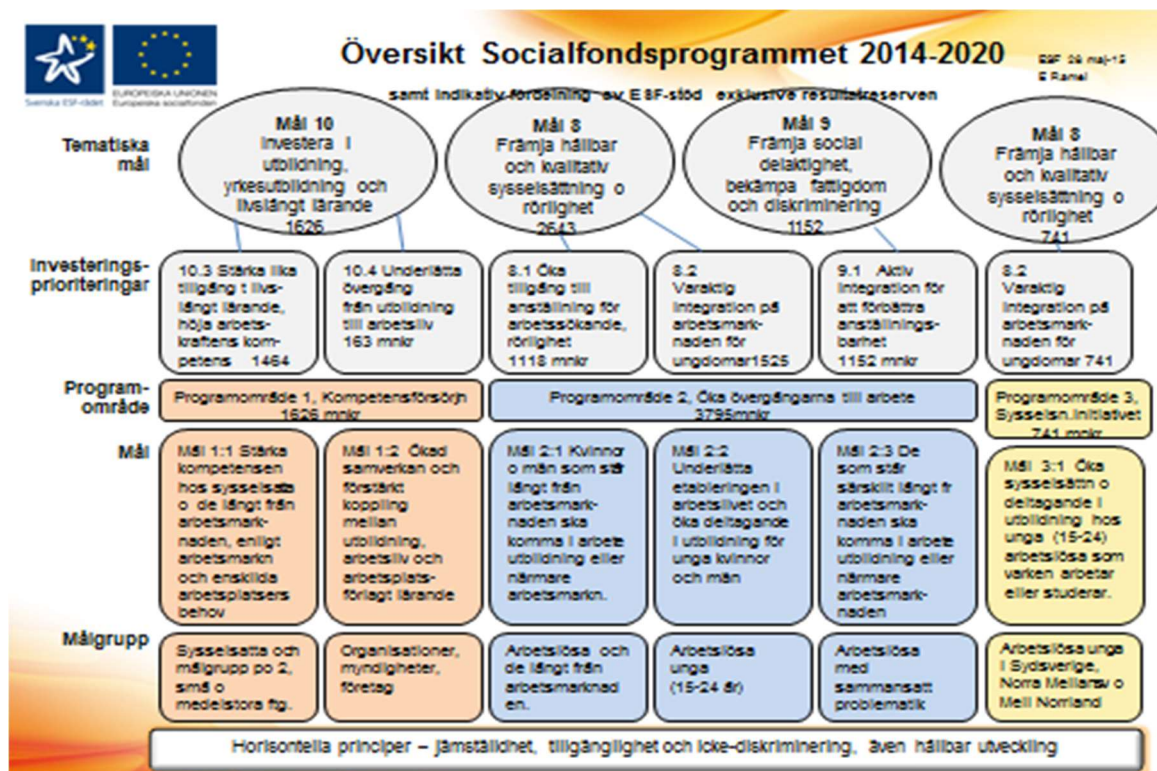 Översikt Socialfondsprogrammet 2014-2020
ESF 29 maj-15
E Ramel
samt indikativ fördelning av ESF-stöd exklusive resultatreserven
Svenska ESF-rådet
EUROPEISKA UNIONEN
Europeiska socialfonden
Tematiska
mål
Mål 10
Investera i
utbildning,
yrkesutbildning och
livslångt lärande
1626
Mål 8
Främja hållbar
och kvalitativ
sysselsättning o
rörlighet
2643
Mål 9
Främja social
delaktighet,
bekämpa fattigdom
och diskriminering
1152
Mål 8
Främja hållbar
och kvalitativ
sysselsättning o
rörlighet
741
Investerings-
prioriteringar
10.3 Stärka lika
tillgång t livs-
långt lärande,
höja arbets-
kraftens kom-
petens 1464
10.4 Underlätta
övergång
från utbildning
till arbetsliv
163 mnkr
8.1 Öka
tillgång till
anställning för
arbetssökande,
rörlighet
1118 mnkr
8.2
Varaktig
integration på
arbetsmark-
naden för
ungdomar1525
9.1 Aktiv
integration för
att förbättra
anställnings-
barhet
1152 mnkr
8.2
Varaktig
integration på
arbetsmark-
naden för
ungdomar 741
Program-
område
Programområde 1, Kompetensförsörjn
1626 mnkr
Programområde 2, Öka övergångarna till arbete
3795mnkr
Programområde 3,
Sysselsn.initiativet
741 mnkr
Mål
Mål 1:1 Stärka
kompetensen
hos sysselsatta
o de långt från
arbetsmark-
naden, enligt
arbetsmarkn
och enskilda
arbetsplatsers
behov
Mål 1:2 Ökad
samverkan och
förstärkt
koppling
mellan
utbildning,
arbetsliv och
arbetsplats-
förlagt lärande
Mål 2:1 Kvinnor
o män som står
långt från
arbetsmark-
naden ska
komma i arbete
utbildning eller
närmare
arbetsmarkn.
Mål 2:2
Underlätta
etableringen i
arbetslivet och
öka deltagande
i utbildning för
unga kvinnor
och män
Mål 2:3 De
som står
särskilt långt fr
arbetsmark-
naden ska
komma i arbete
utbildning eller
närmare
arbetsmark-
naden
Mål 3:1 Öka
sysselsättn o
deltagande i
utbildning hos
unga (15-24)
arbetslösa som
varken arbetar
eller studerar.
Målgrupp
Sysselsatta och
målgrupp po 2,
små o
medelstora ftg.
Organisationer,
myndigheter,
företag
Arbetslösa och
de långt från
arbetsmarknad
en.
Arbetslösa
unga
(15-24 år)
Arbetslösa
med
sammansatt
problematik
Arbetslösa unga
i Sydsverige,
Norra Mellansv o
Mell Norrland
Horisontella principer – jämställdhet, tillgänglighet och icke-diskriminering, även hållbar utveckling